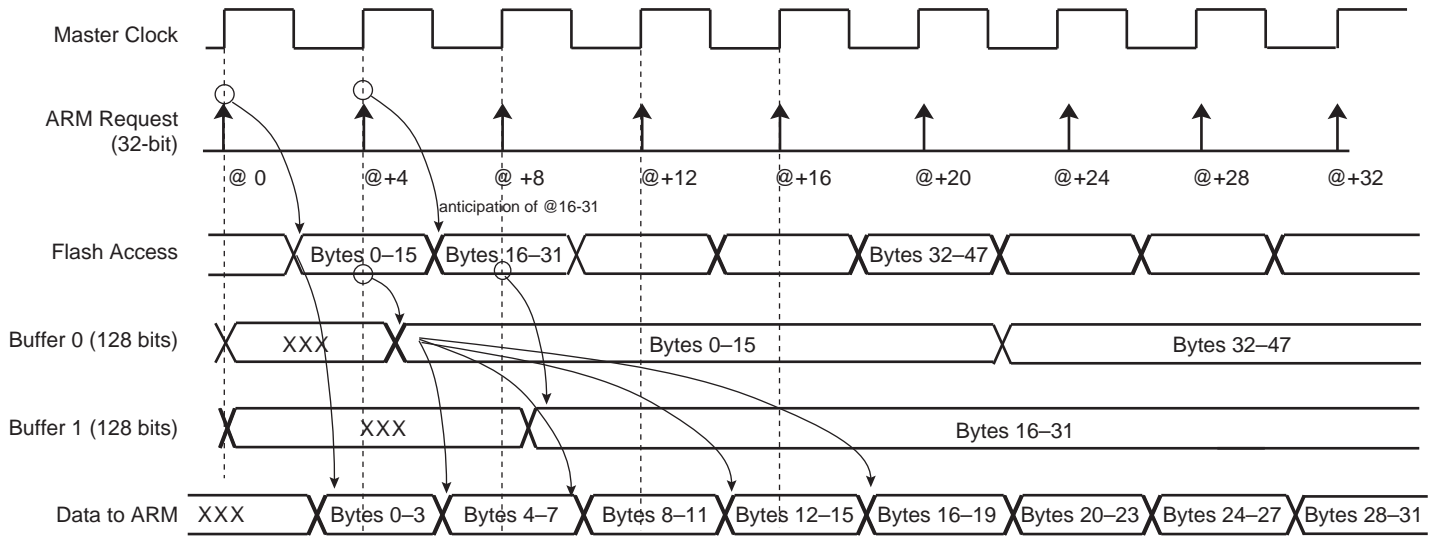 Master Clock
ARM Request
(32-bit)
@ 0
@+4
@ +8
@+12
@+16
@+20
@+24
@+28
@+32
anticipation of @16-31
Flash Access
Bytes 0–15
Bytes 16–31
Bytes 32–47
Buffer 0 (128 bits)
XXX
Bytes 0–15
Bytes 32–47
Buffer 1 (128 bits)
XXX
Bytes 16–31
Data to ARM
XXX
Bytes 0–3
Bytes 4–7
Bytes 8–11
Bytes 12–15
Bytes 16–19
Bytes 20–23
Bytes 24–27
Bytes 28–31